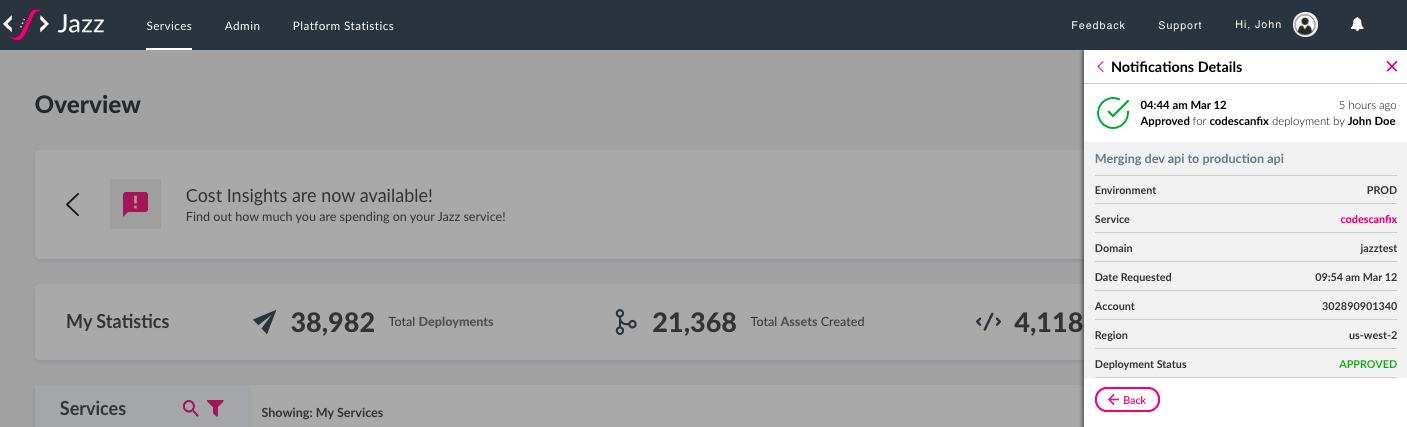 Jazz Services Admin Platform Statistics Feedback Support Hi, John
Overview
Cost Insights are now available!
Find out how much you are spending on your Jazz service!
My Statistics 38,982 Total Deployments 21,368 Total Assets Created </> 4,118
Services Showing: My Services
Notifications Details
04:44 am Mar 12 5 hours ago
Approved for codescanfix deployment by John Doe
Merging dev api to production api
Environment PROD
Service codescanfix
Domain jazztest
Date Requested 09:54 am Mar 12
Account 302890901340
Region us-west-2
Deployment Status APPROVED
Back